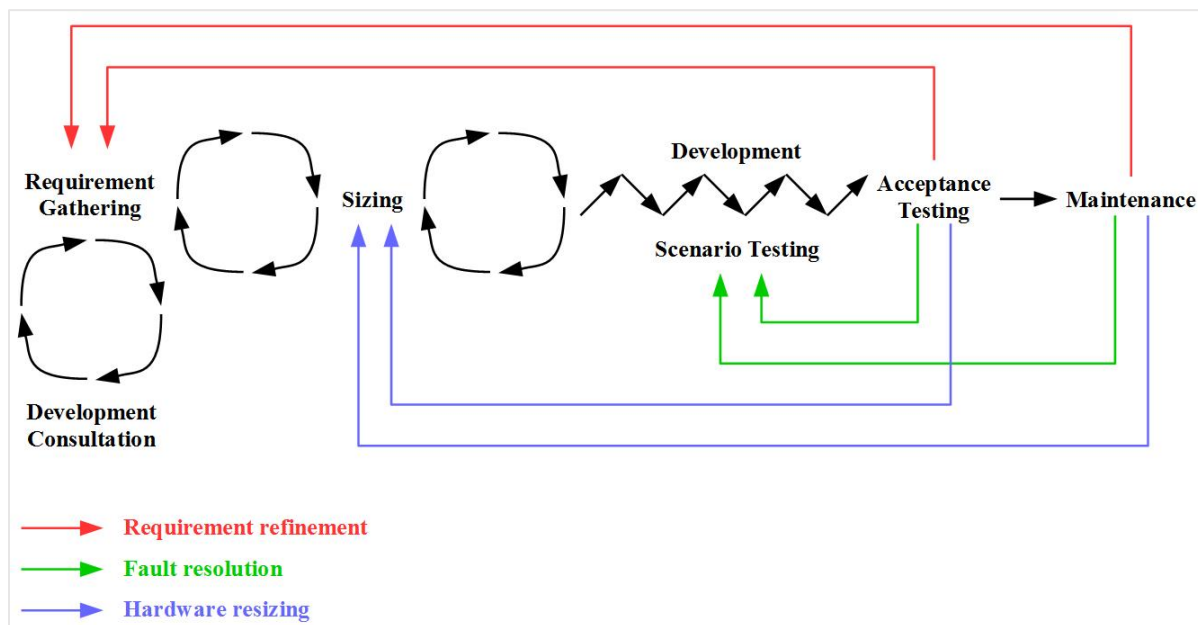 Development
Requirement
Gathering
Sizing
Acceptance
Testing
Maintenance
Scenario Testing
Development
Consultation
Requirement refinement
Fault resolution
Hardware resizing